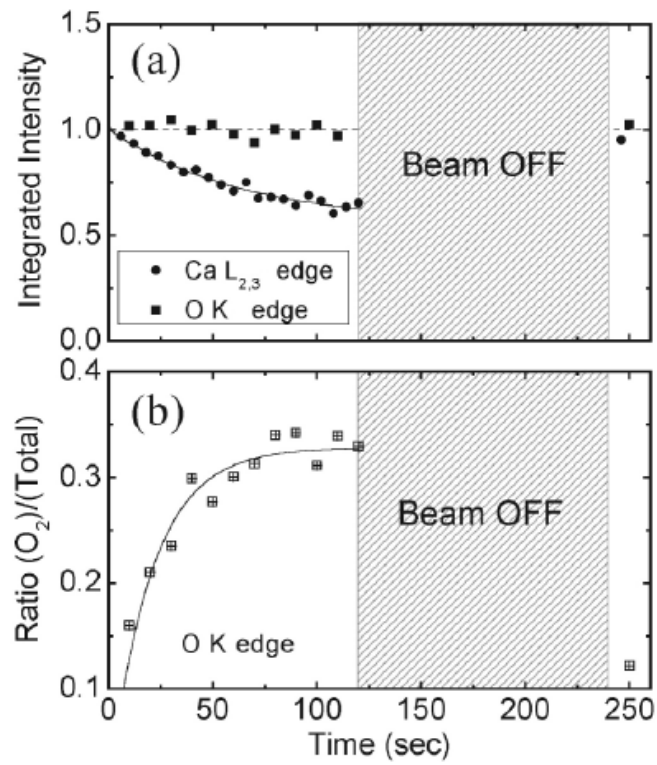 1.5
(a)
1.0
Beam OFF
0.5
Ca L2,3 edge
O K edge
0.0
Integrated Intensity
0.4
(b)
0.3
Beam OFF
0.2
O K edge
0.1
Ratio (O2)/(Total)
0 50 100 150 200 250
Time (sec)